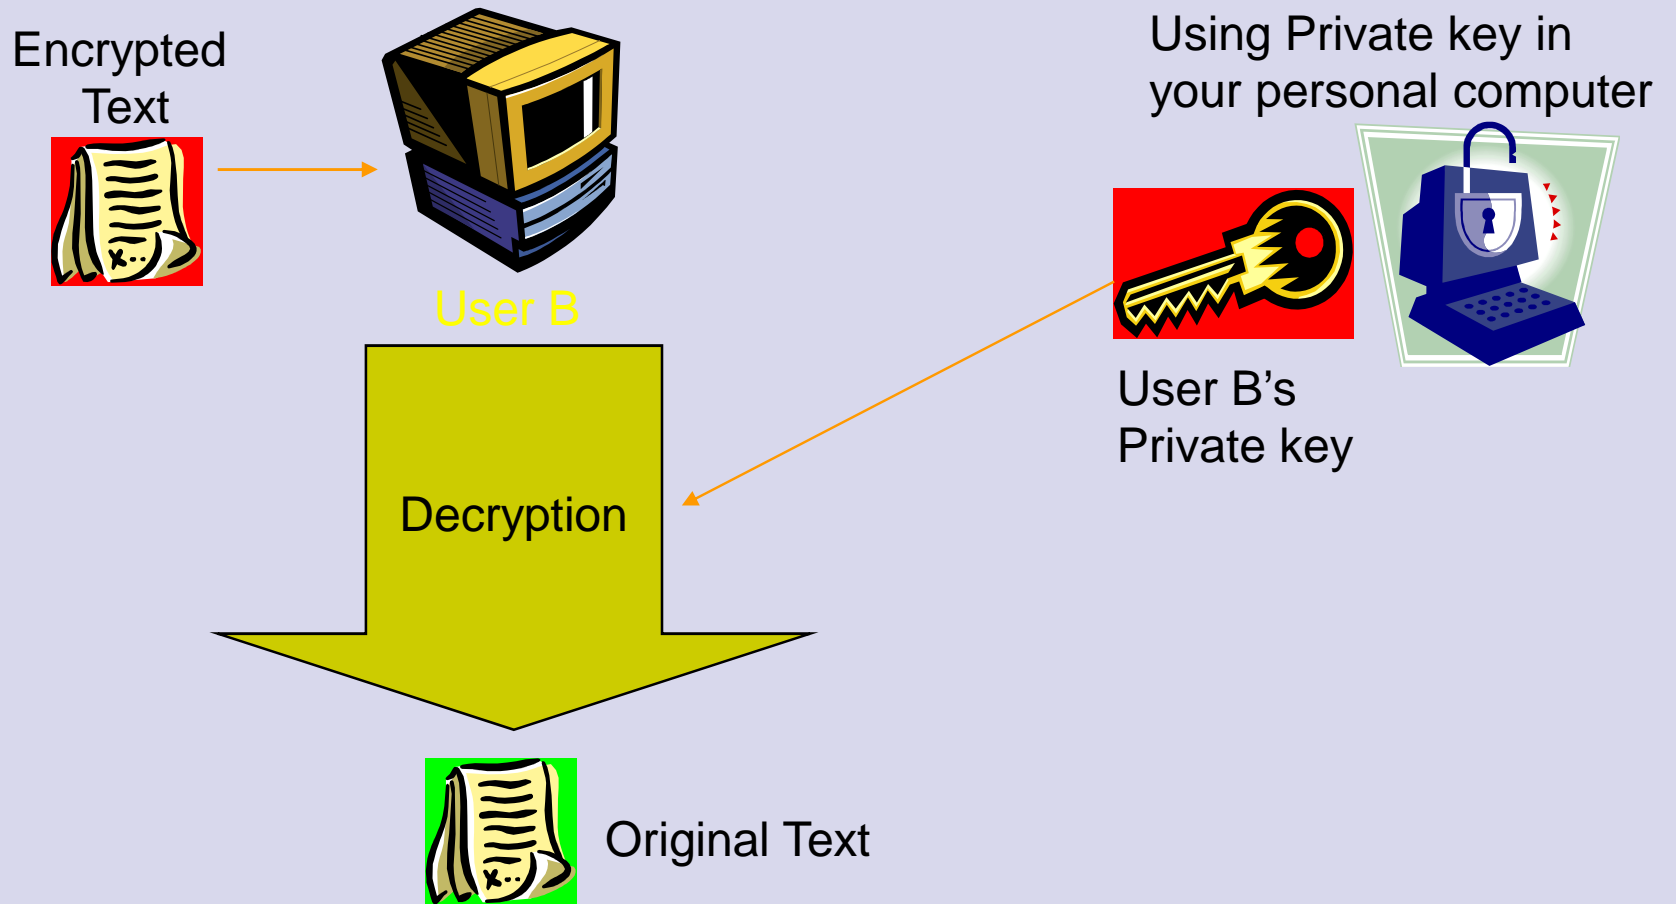 Encrypted
Text
Using Private key in
your personal computer
User B
User B’s
Private key
Decryption
Original Text